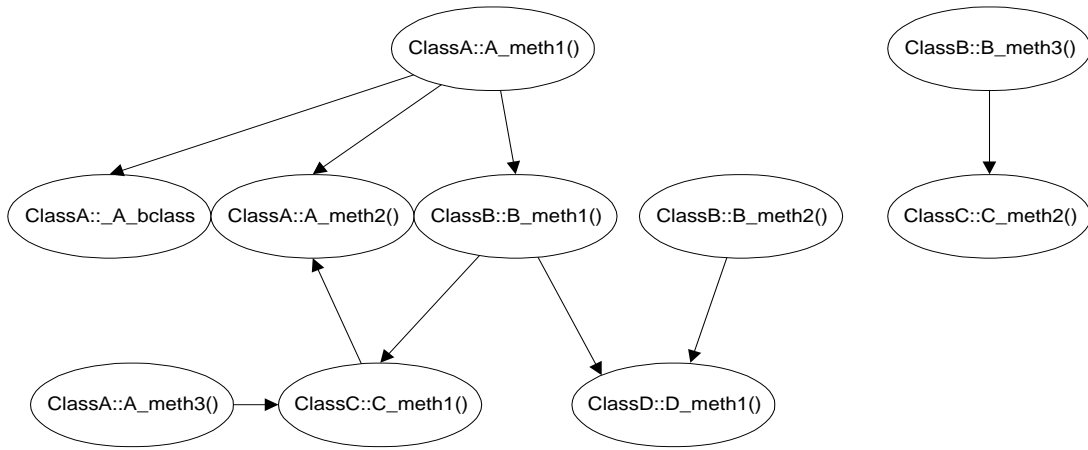 ClassA::A_meth1()
ClassB::B_meth3()
ClassA::_A_bclass
ClassA::A_meth2()
ClassB::B_meth1()
ClassB::B_meth2()
ClassC::C_meth2()
ClassA::A_meth3()
ClassC::C_meth1()
ClassD::D_meth1()